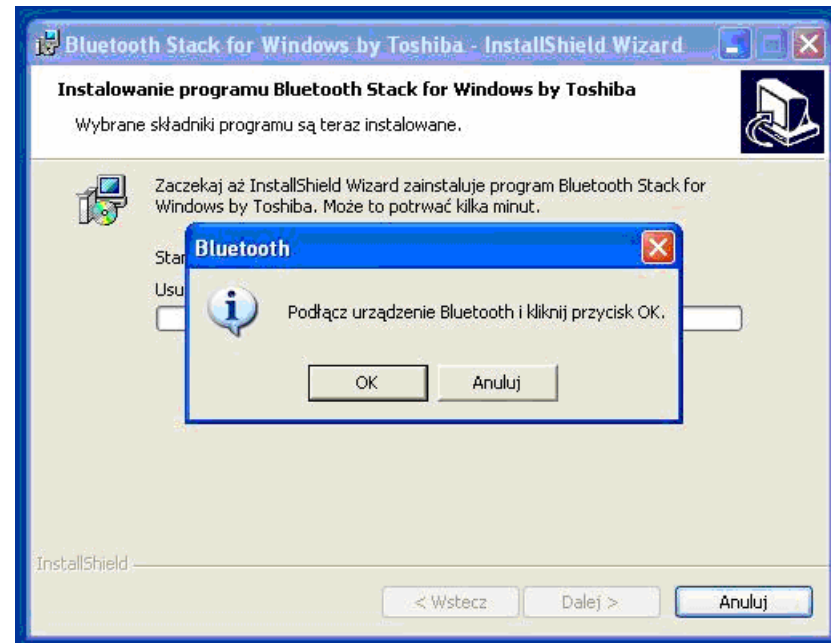 Bluetooth Stack for Windows by Toshiba - InstallShield Wizard
Instalowanie programu Bluetooth Stack for Windows by Toshiba
Wybrane składniki programu są teraz instalowane.
Zaczekaj aż InstallShield Wizard zainstaluje program Bluetooth Stack for
Windows by Toshiba. Może to potrwać kilka minut.
Bluetooth
Podłącz urządzenie Bluetooth i kliknij przycisk OK.
OK Anuluj
InstallShield
< Wstecz Dalej > Anuluj